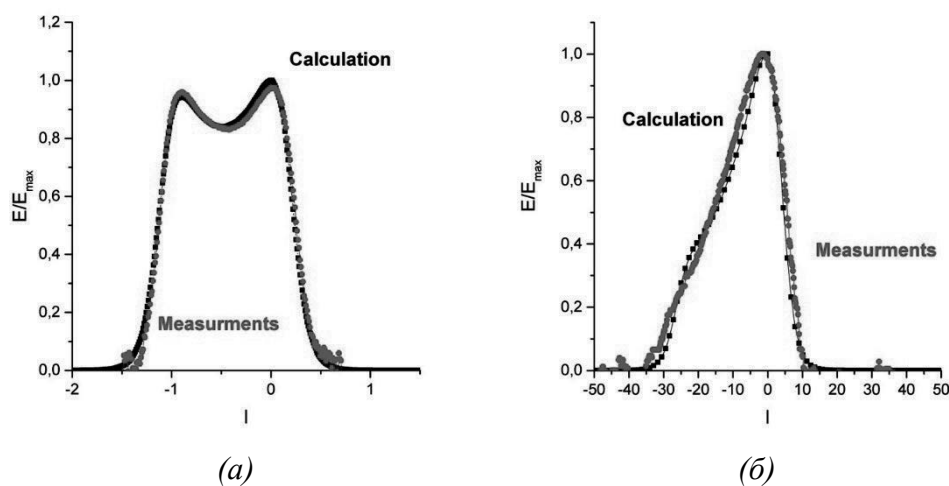 1,2
1,0
0,8
0,6
0,4
0,2
0,0
E/Emax
-2
-1
0
1
l
Calculation
Measurments
(а)
1,0
0,8
0,6
0,4
0,2
0,0
E/Emax
-50
-40
-30
-20
-10
0
10
20
30
40
50
l
Calculation
Measurments
(б)